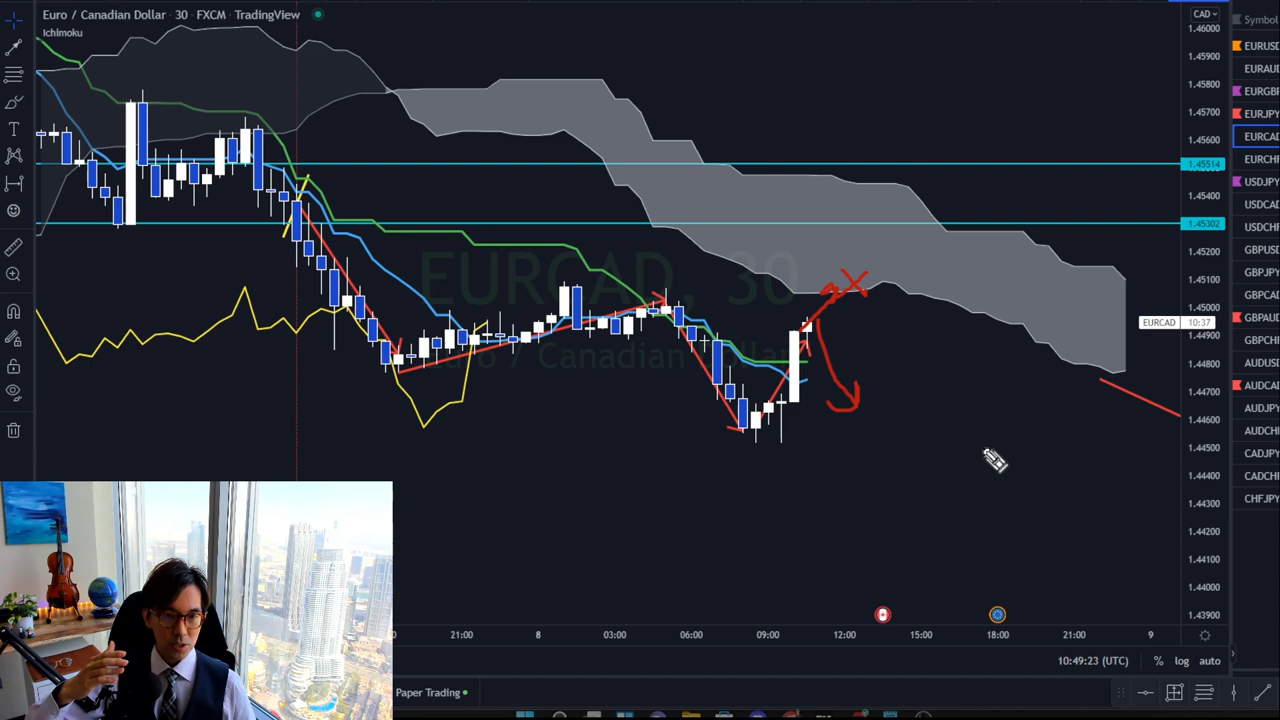 Euro / Canadian Dollar · 30 · FXCM · TradingView
Ichimoku
CAD
1.46000
1.45900
1.45800
1.45700
1.45600
1.45514
1.45400
1.45302
1.45200
1.45100
1.45000
EURCAD 10:37
1.44900
1.44800
1.44700
1.44600
1.44500
1.44400
1.44300
1.44200
1.44100
1.44000
1.43900
EURCAD, 30
Euro / Canadian Dollar
Symbol
EURUSD
EURAUD
EURGBP
EURJPY
EURCAD
EURCHF
USDJPY
USDCAD
USDCHF
GBPUSD
GBPJPY
GBPCAD
GBPAUD
GBPCHF
AUDUSD
AUDCAD
AUDJPY
AUDCHF
CADJPY
CADCHF
CHFJPY
21:00 8 03:00 06:00 09:00 12:00 15:00 18:00 21:00 9
10:49:23 (UTC) % log auto
Paper Trading